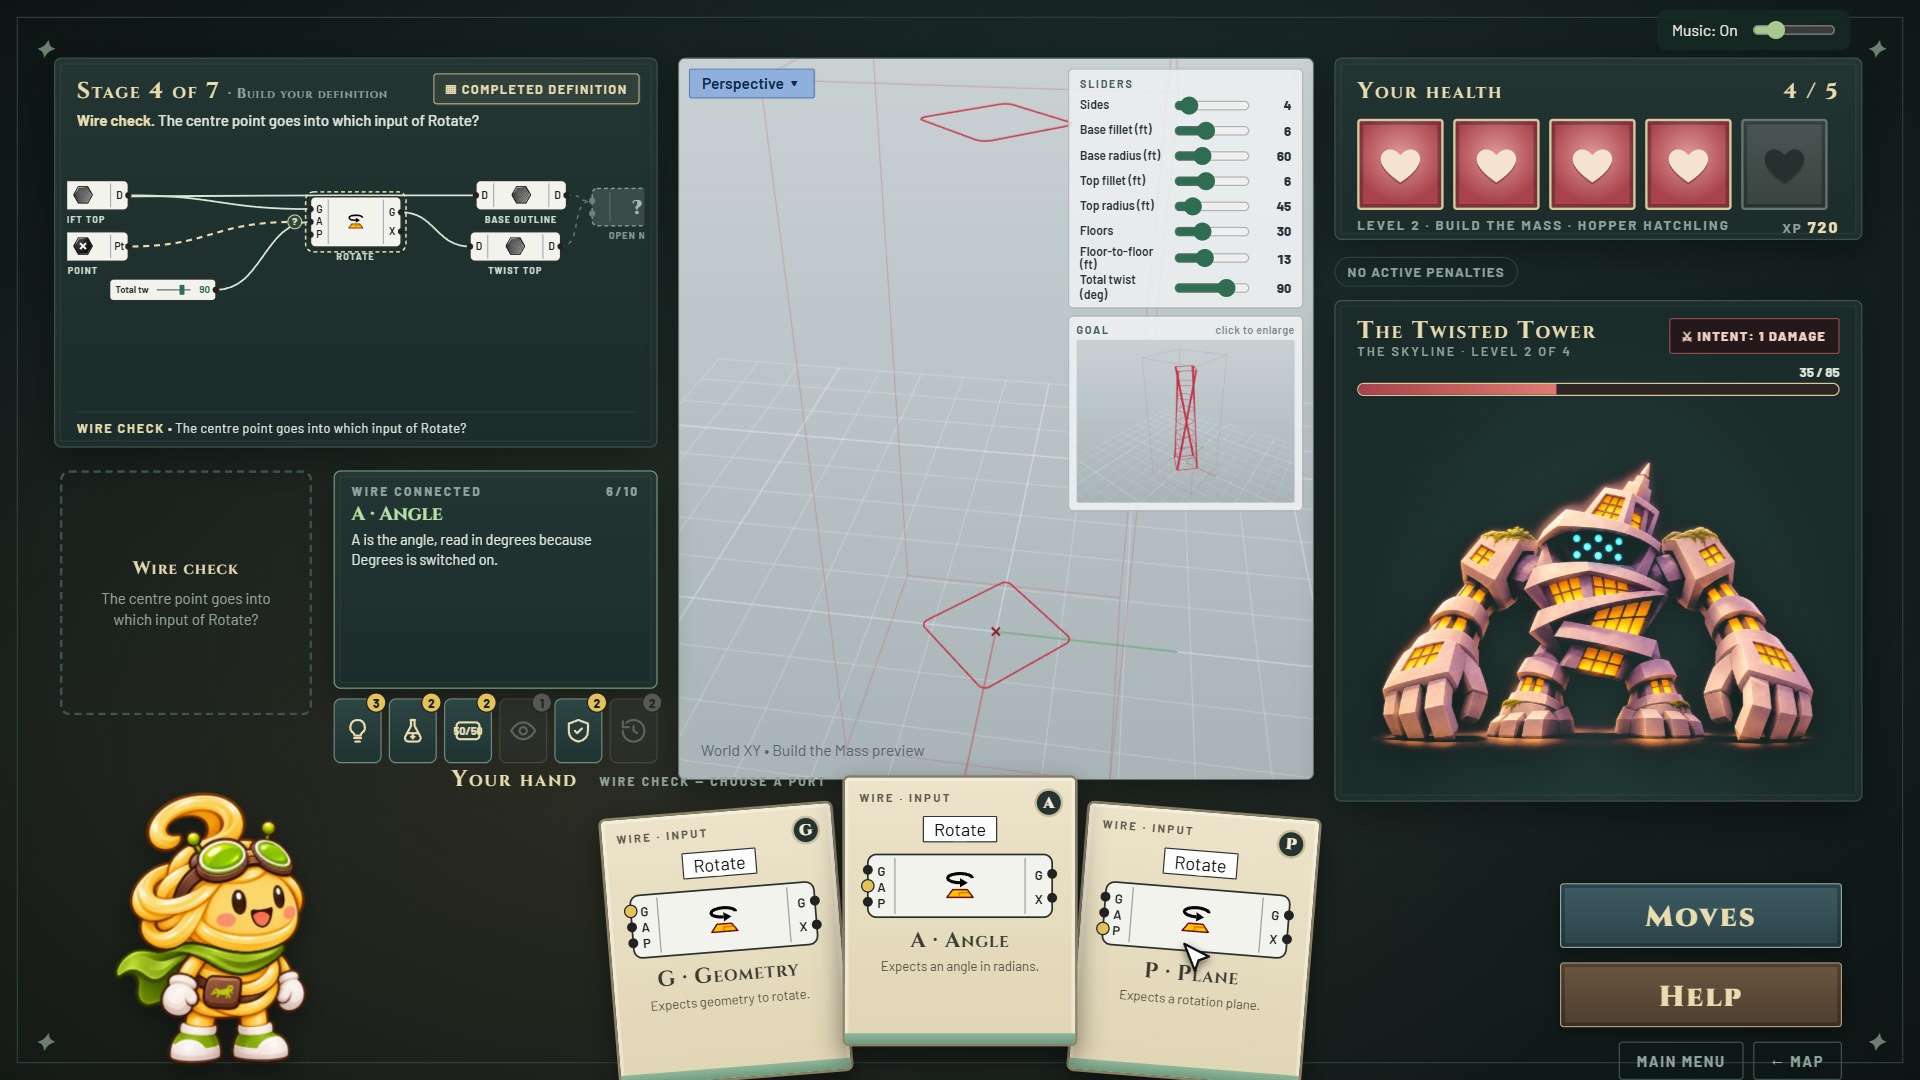 Music: On
STAGE 4 OF 7 · BUILD YOUR DEFINITION
COMPLETED DEFINITION
Wire check. The centre point goes into which input of Rotate?
D
IFT TOP
Pt
POINT
Total tw 90
?
G
A
P
G
X
ROTATE
D D
BASE OUTLINE
D D
TWIST TOP
?
OPEN N
WIRE CHECK • The centre point goes into which input of Rotate?
WIRE CHECK
The centre point goes into
which input of Rotate?
WIRE CONNECTED 6/10
A · ANGLE
A is the angle, read in degrees because
Degrees is switched on.
3
2
2
1
2
2
50/50
Perspective ▾
SLIDERS
Sides 4
Base fillet (ft) 6
Base radius (ft) 60
Top fillet (ft) 6
Top radius (ft) 45
Floors 30
Floor-to-floor
(ft) 13
Total twist
(deg) 90
GOAL click to enlarge
World XY • Build the Mass preview
YOUR HEALTH 4 / 5
LEVEL 2 · BUILD THE MASS · HOPPER HATCHLING XP 720
NO ACTIVE PENALTIES
THE TWISTED TOWER
THE SKYLINE · LEVEL 2 OF 4
INTENT: 1 DAMAGE
35 / 85
YOUR HAND WIRE CHECK — CHOOSE A PORT
WIRE · INPUT G
Rotate
G
A
P
G
X
G · GEOMETRY
Expects geometry to rotate.
WIRE · INPUT A
Rotate
G
A
P
G
X
A · ANGLE
Expects an angle in radians.
WIRE · INPUT P
Rotate
G
A
P
G
X
P · PLANE
Expects a rotation plane.
MOVES
HELP
MAIN MENU
← MAP